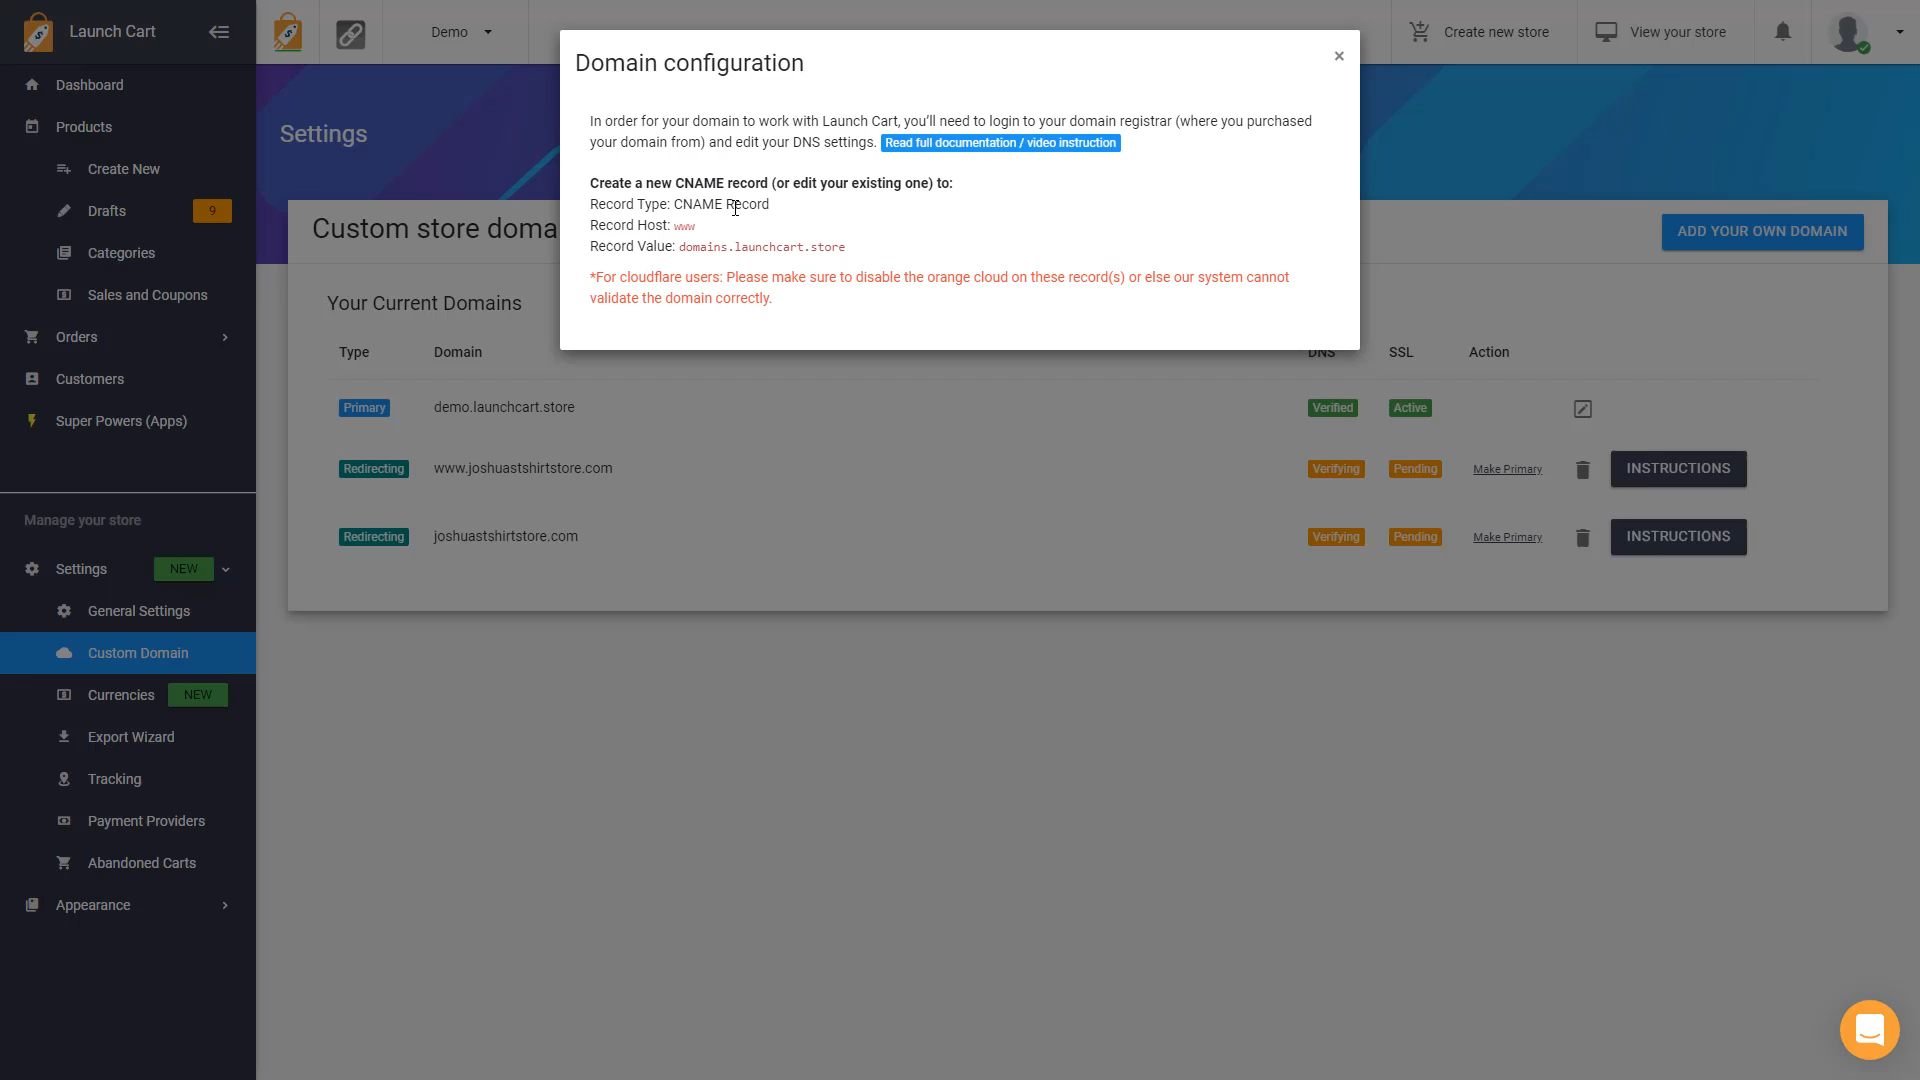 Launch Cart
Demo
Create new store
View your store
Dashboard
Products
Create New
Drafts
9
Categories
Sales and Coupons
Orders
Customers
Super Powers (Apps)
Manage your store
Settings
NEW
General Settings
Custom Domain
Currencies
NEW
Export Wizard
Tracking
Payment Providers
Abandoned Carts
Appearance
Settings
Custom store doma
ADD YOUR OWN DOMAIN
Domain configuration
×
In order for your domain to work with Launch Cart, you'll need to login to your domain registrar (where you purchased
your domain from) and edit your DNS settings. Read full documentation / video instruction
Create a new CNAME record (or edit your existing one) to:
Record Type: CNAME Record
Record Host: www
Record Value: domains.launchcart.store
*For cloudflare users: Please make sure to disable the orange cloud on these record(s) or else our system cannot
validate the domain correctly.
Your Current Domains
Type Domain DNS SSL Action
Primary demo.launchcart.store Verified Active
Redirecting www.joshuastshirtstore.com Verifying Pending Make Primary INSTRUCTIONS
Redirecting joshuastshirtstore.com Verifying Pending Make Primary INSTRUCTIONS